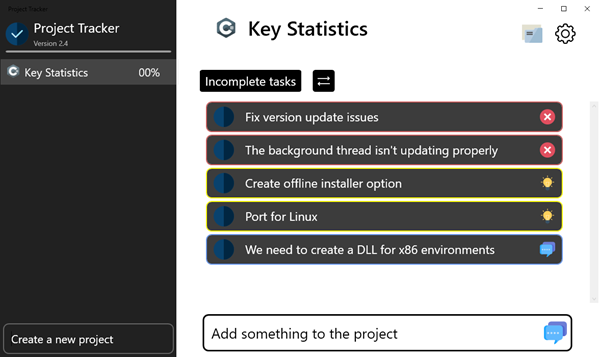 Project Tracker
Project Tracker
Version 2.4
Key Statistics 00%
Create a new project
Key Statistics
Incomplete tasks
Fix version update issues
The background thread isn't updating properly
Create offline installer option
Port for Linux
We need to create a DLL for x86 environments
Add something to the project